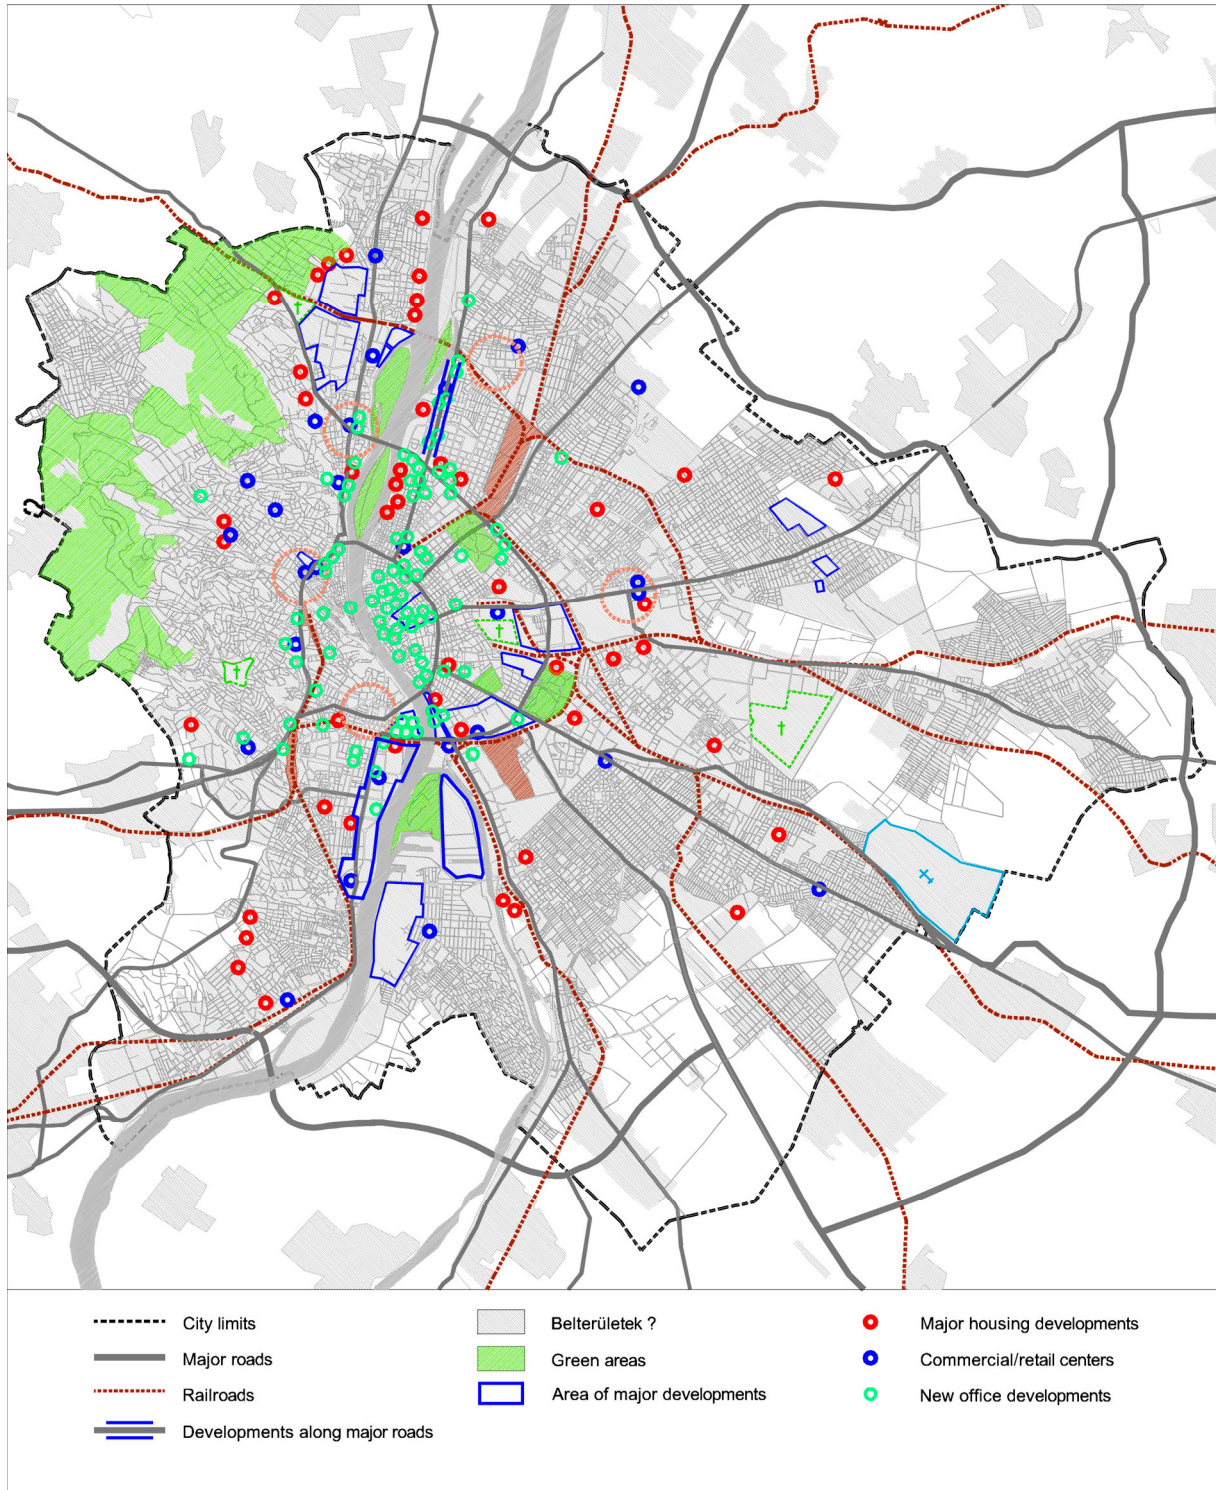 City limits
Major roads
Railroads
Developments along major roads
Belterületek ?
Green areas
Area of major developments
Major housing developments
Commercial/retail centers
New office developments